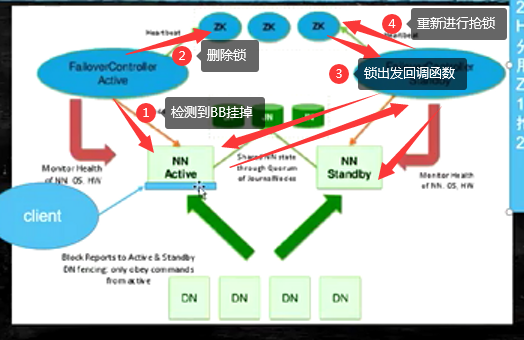 ZK
ZK
ZK
④
重新进行抢锁
Heartbeat
Heartbeat
②
删除锁
FailoverController
Active
③
锁出发回调函数
①
检测到BB挂掉
JN
NN
Active
Shared NN state
through Quorum
of JournalNodes
NN
Standby
Monitor Health
of NN. OS. HW
Monitor Health
of NN. OS. HW
client
Block Reports to Active & Standby
DN fencing: only obey commands
from active
DN
DN
DN
DN